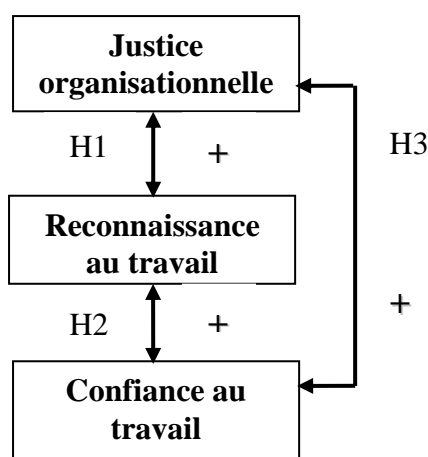 Justice
organisationnelle
H1
+
H3
Reconnaissance
au travail
+
H2
+
Confiance au
travail